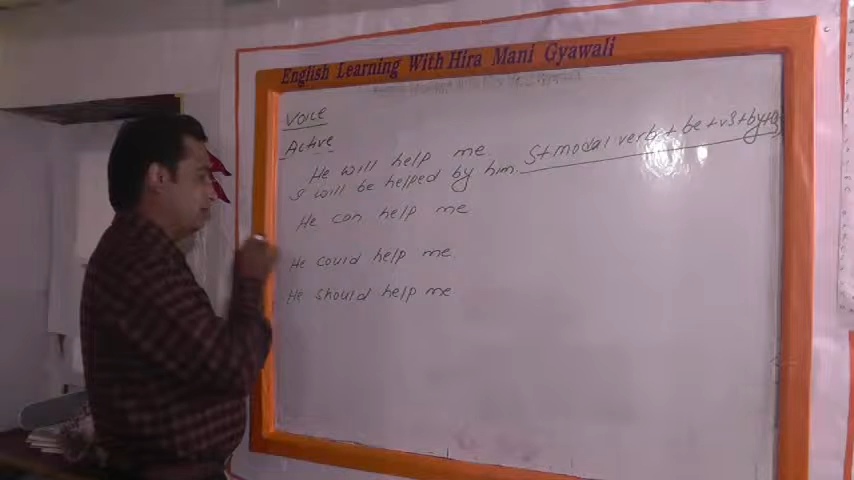 English Learning With Hira Mani Gyawali
Voice
Active
He will help me.
I will be helped by him. S+modal verb+be+v3+by+
He can help me
He could help me
He should help me